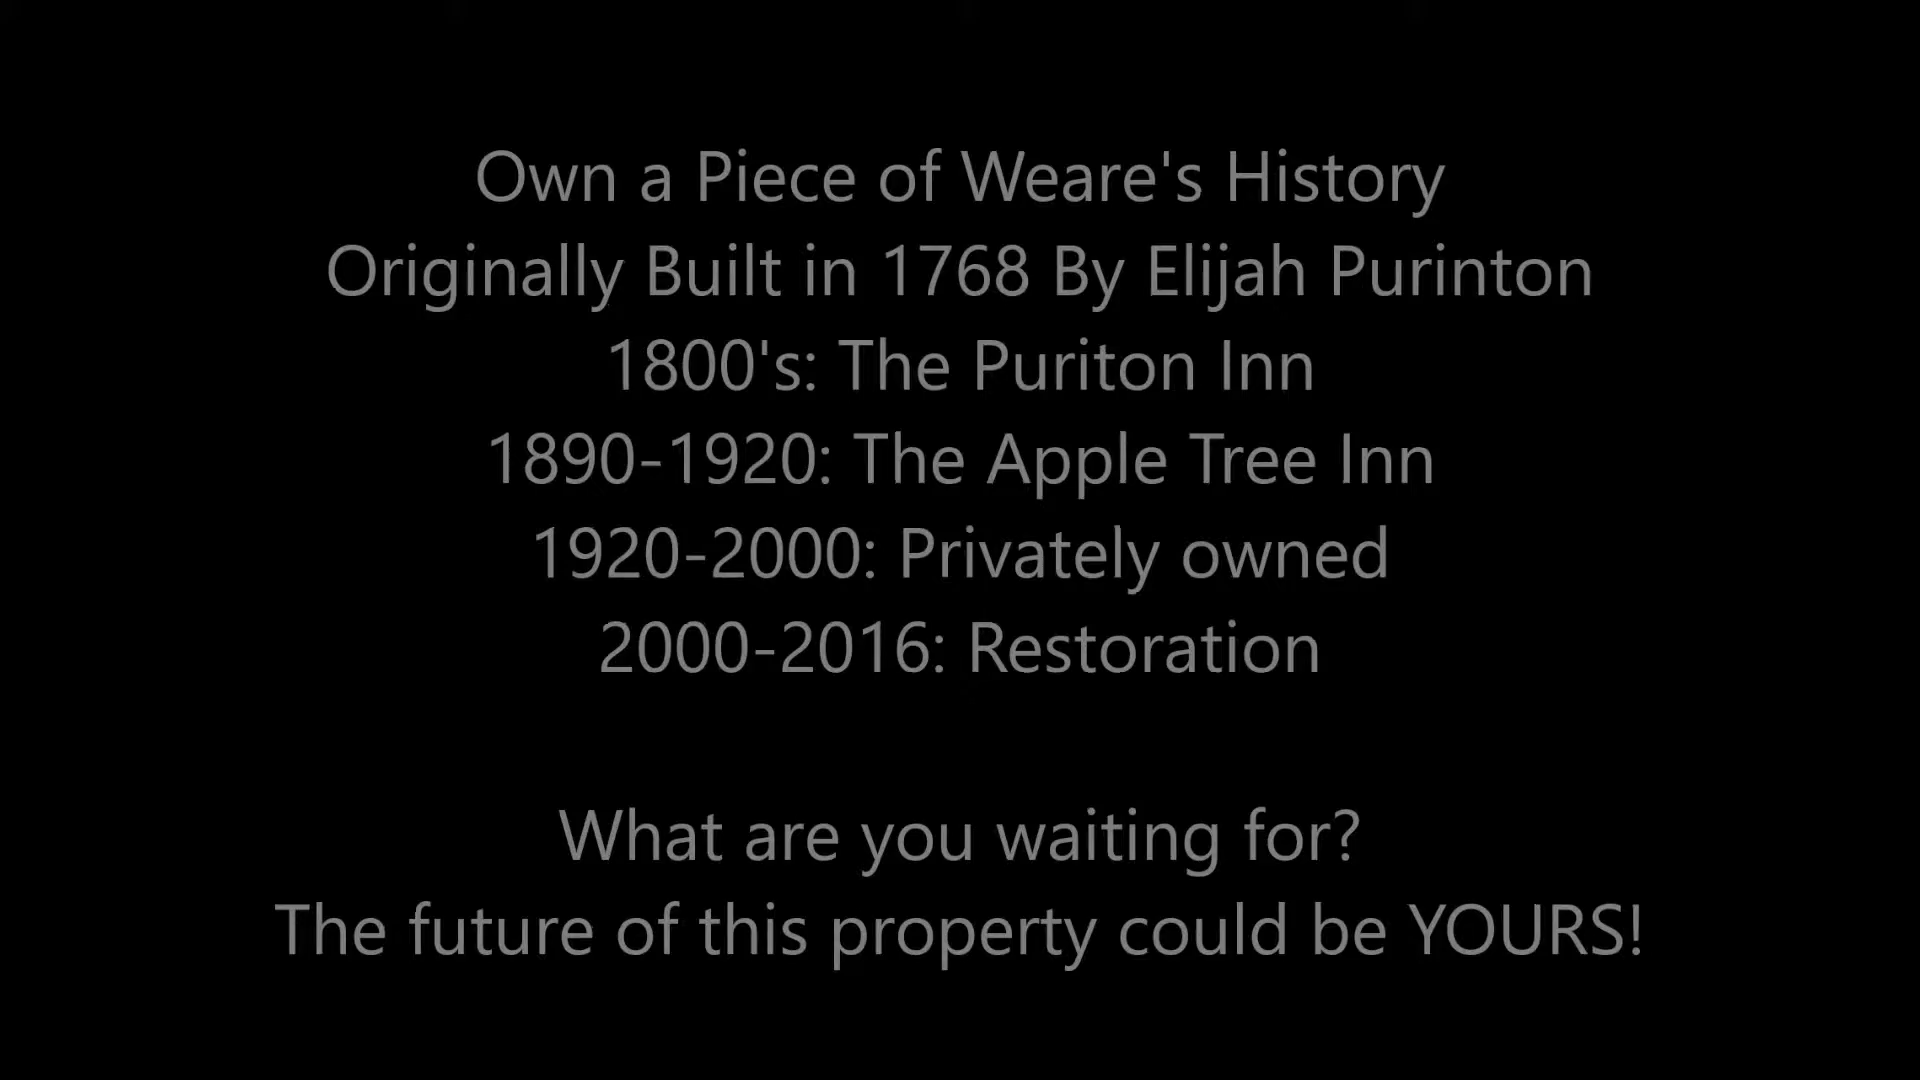 Own a Piece of Weare's History
Originally Built in 1768 By Elijah Purinton
1800's: The Puriton Inn
1890-1920: The Apple Tree Inn
1920-2000: Privately owned
2000-2016: Restoration
What are you waiting for?
The future of this property could be YOURS!